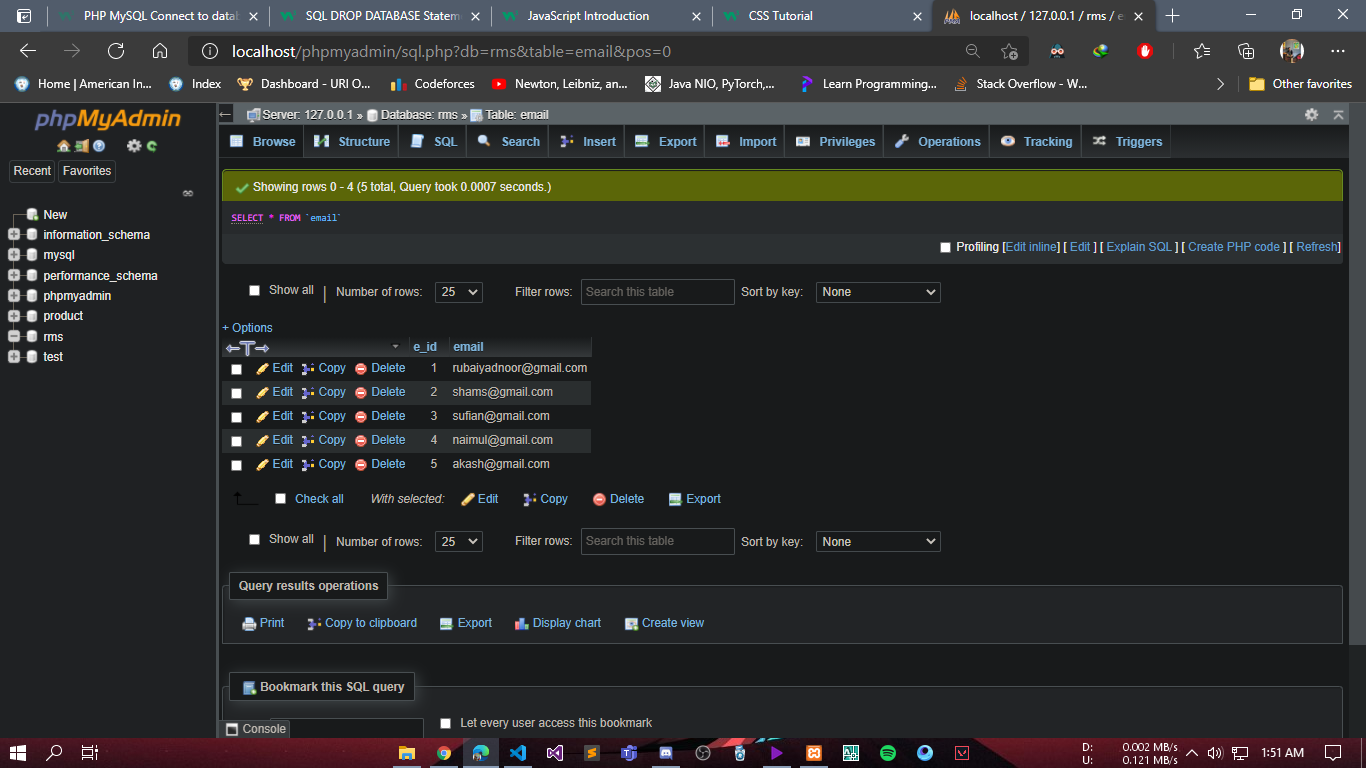 PHP MySQL Connect to datab
SQL DROP DATABASE Statem
JavaScript Introduction
CSS Tutorial
localhost / 127.0.0.1 / rms / e
localhost/phpmyadmin/sql.php?db=rms&table=email&pos=0
Home | American In...
Index
Dashboard - URI O...
Codeforces
Newton, Leibniz, an...
Java NIO, PyTorch,...
Learn Programming...
Stack Overflow - W...
Other favorites
phpMyAdmin
Recent Favorites
New
information_schema
mysql
performance_schema
phpmyadmin
product
rms
test
Server: 127.0.0.1 » Database: rms » Table: email
Browse Structure SQL Search Insert Export Import Privileges Operations Tracking Triggers
Showing rows 0 - 4 (5 total, Query took 0.0007 seconds.)
SELECT * FROM `email`
Profiling [Edit inline] [ Edit ] [ Explain SQL ] [ Create PHP code ] [ Refresh]
Show all | Number of rows: 25 Filter rows: Search this table Sort by key: None
+ Options
e_id email
Edit Copy Delete 1 rubaiyadnoor@gmail.com
Edit Copy Delete 2 shams@gmail.com
Edit Copy Delete 3 sufian@gmail.com
Edit Copy Delete 4 naimul@gmail.com
Edit Copy Delete 5 akash@gmail.com
Check all With selected: Edit Copy Delete Export
Show all | Number of rows: 25 Filter rows: Search this table Sort by key: None
Query results operations
Print Copy to clipboard Export Display chart Create view
Bookmark this SQL query
Let every user access this bookmark
Console
D: 0.002 MB/s
U: 0.121 MB/s
1:51 AM